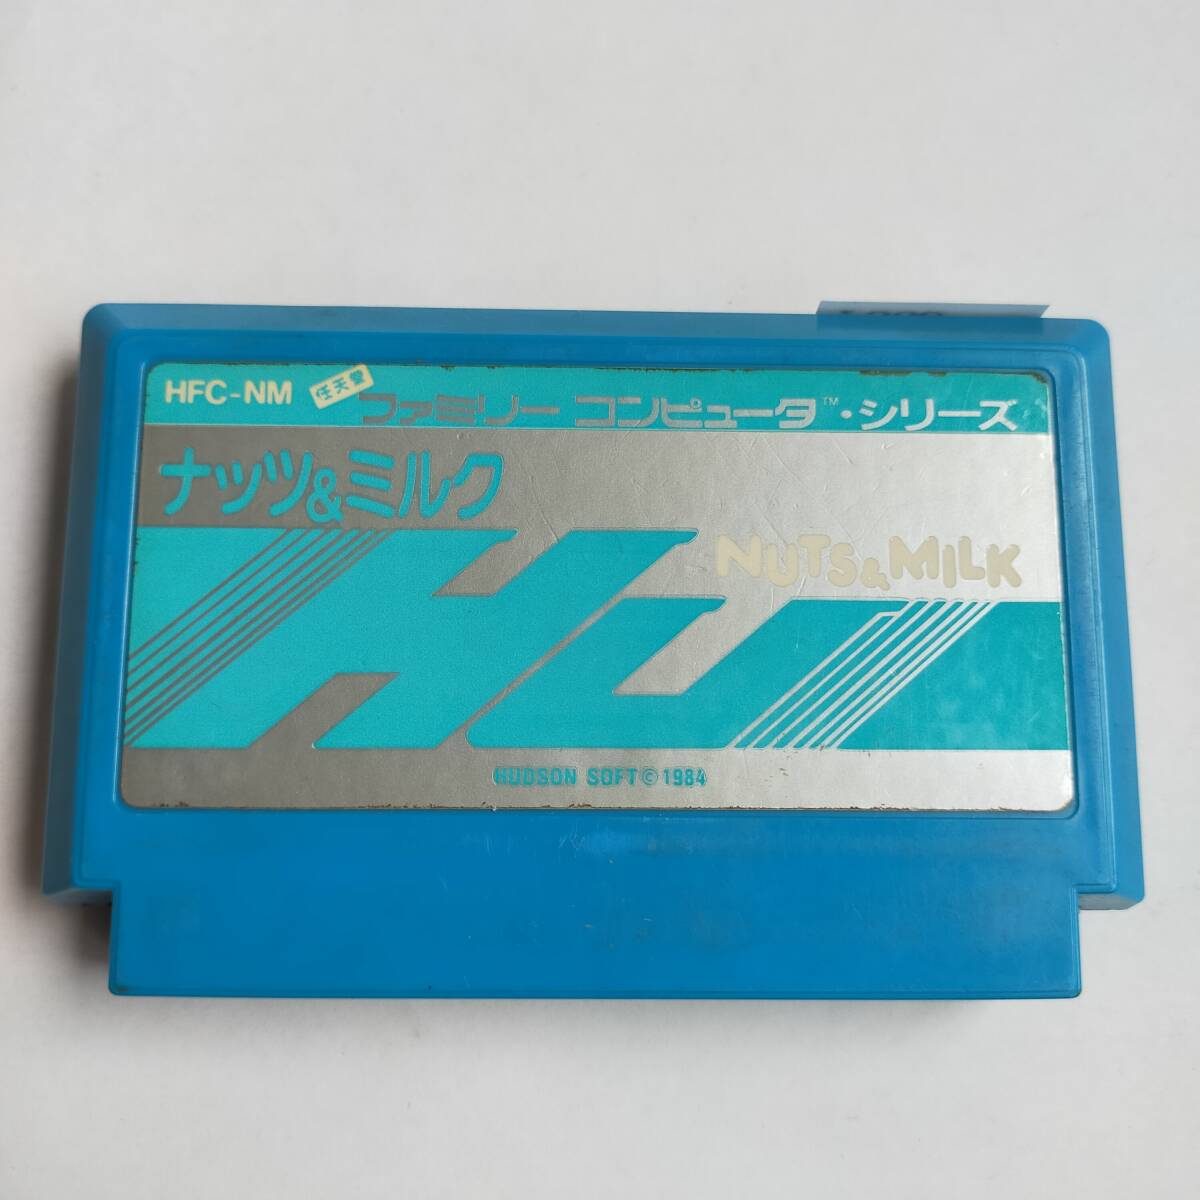 HFC-NM 任天堂 ファミリー コンピュータ™・シリーズ
ナッツ&ミルク
NUTS & MILK
HUDSON SOFT © 1984